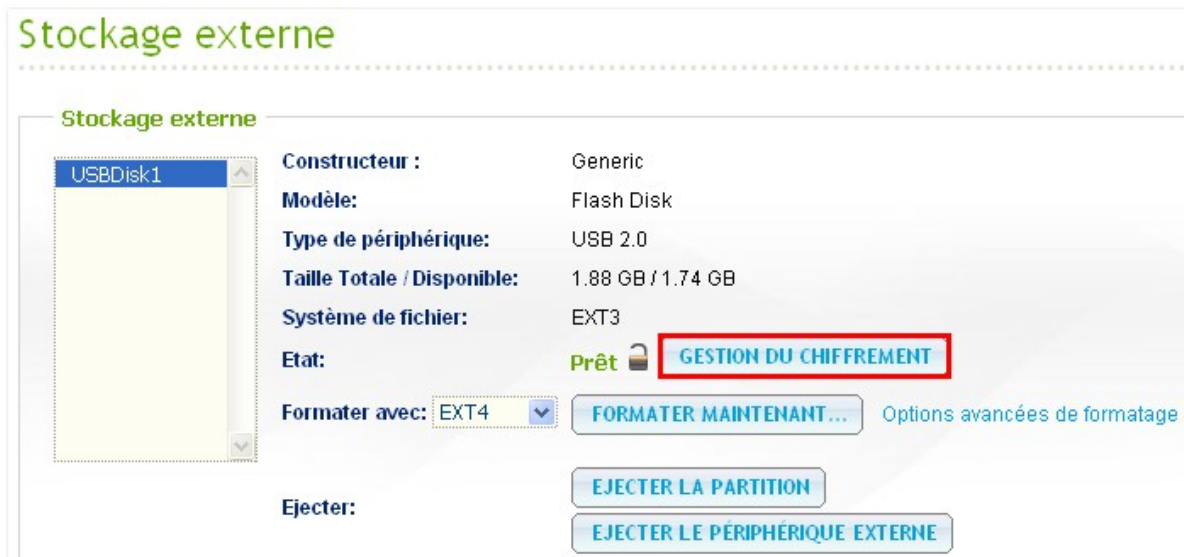 Stockage externe
Stockage externe
USBDisk1
Constructeur : Generic
Modèle: Flash Disk
Type de périphérique: USB 2.0
Taille Totale / Disponible: 1.88 GB / 1.74 GB
Système de fichier: EXT3
Etat: Prêt GESTION DU CHIFFREMENT
Formater avec: EXT4 FORMATER MAINTENANT... Options avancées de formatage
EJECTER LA PARTITION
Ejecter:
EJECTER LE PÉRIPHÉRIQUE EXTERNE